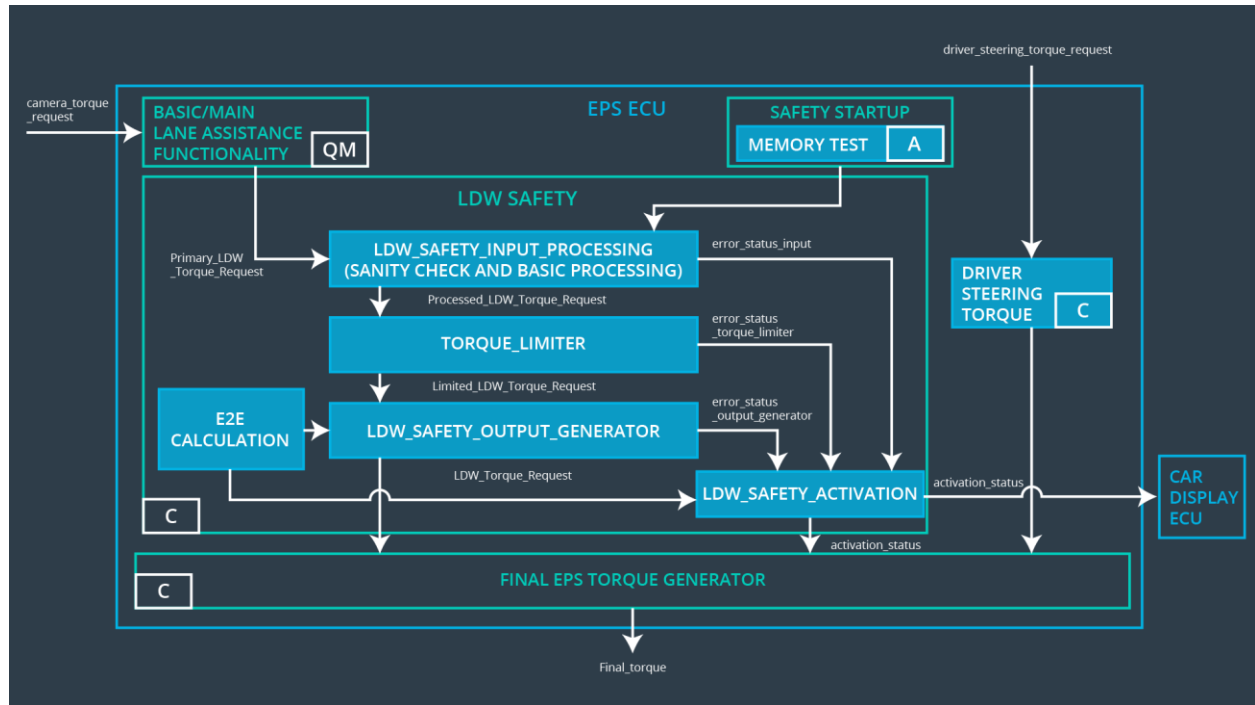 driver_steering_torque_request
camera_torque
_request
EPS ECU
BASIC/MAIN
LANE ASSISTANCE
FUNCTIONALITY
QM
SAFETY STARTUP
MEMORY TEST
A
LDW SAFETY
Primary_LDW
_Torque_Request
LDW_SAFETY_INPUT_PROCESSING
(SANITY CHECK AND BASIC PROCESSING)
error_status_input
DRIVER
STEERING
TORQUE
C
Processed_LDW_Torque_Request
TORQUE_LIMITER
error_status
_torque_limiter
Limited_LDW_Torque_Request
E2E
CALCULATION
LDW_SAFETY_OUTPUT_GENERATOR
error_status
_output_generator
LDW_Torque_Request
LDW_SAFETY_ACTIVATION
activation_status
CAR
DISPLAY
ECU
C
activation_status
FINAL EPS TORQUE GENERATOR
C
Final_torque